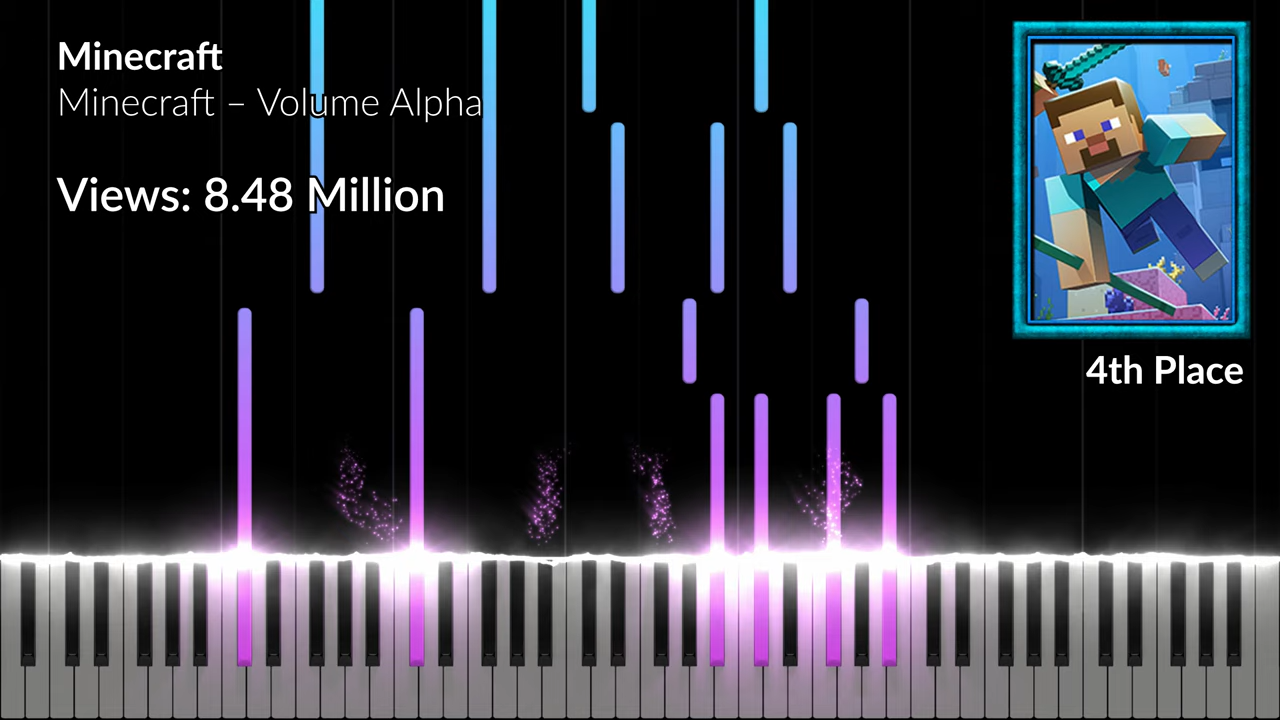 Minecraft
Minecraft – Volume Alpha
Views: 8.48 Million
4th Place